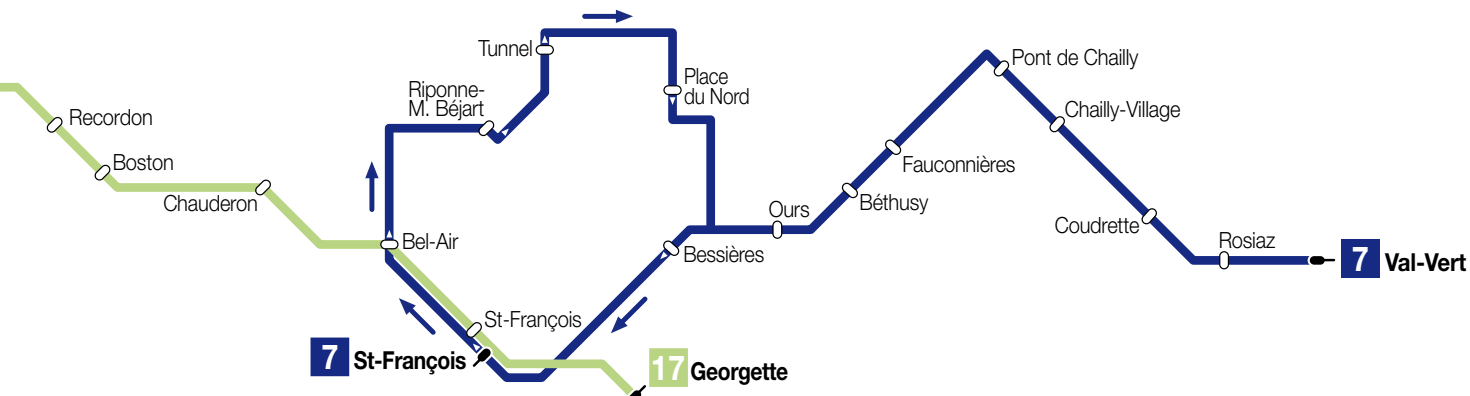 Tunnel
Place
du Nord
Pont de Chailly
Riponne-
M. Béjart
Recordon
Chailly-Village
Boston
Fauconnières
Chauderon
Béthusy
Ours
Coudrette
Bel-Air
Bessières
Rosiaz
7 Val-Vert
St-François
7 St-François
17 Georgette